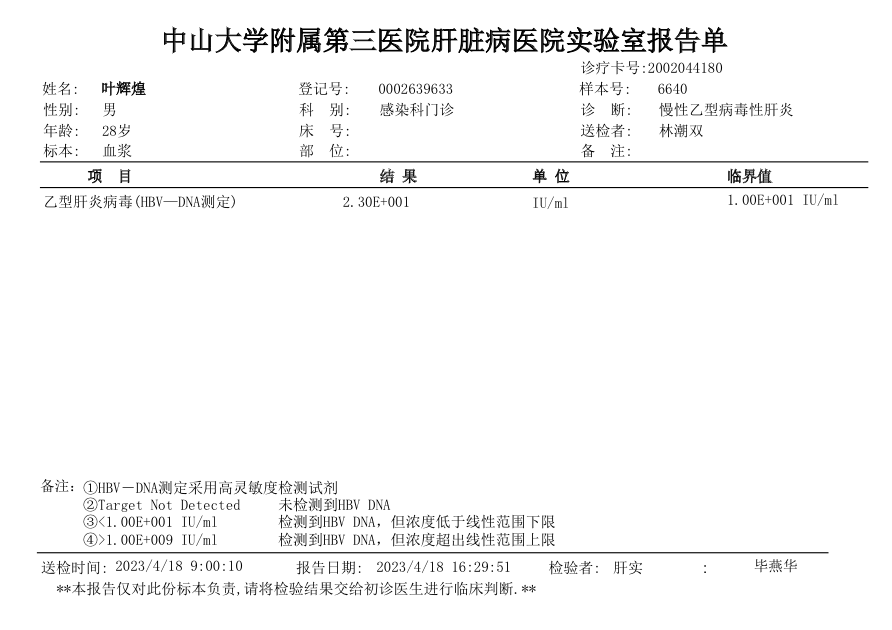 中山大学附属第三医院肝脏病医院实验室报告单
诊疗卡号:2002044180
姓名: 叶辉煌 登记号: 0002639633 样本号: 6640
性别: 男 科 别: 感染科门诊 诊 断: 慢性乙型病毒性肝炎
年龄: 28岁 床 号: 送检者: 林潮双
标本: 血浆 部 位: 备 注:
项 目 结 果 单 位 临界值
乙型肝炎病毒(HBV—DNA测定) 2.30E+001 IU/ml 1.00E+001 IU/ml
备注: ①HBV－DNA测定采用高灵敏度检测试剂
②Target Not Detected 未检测到HBV DNA
③<1.00E+001 IU/ml 检测到HBV DNA，但浓度低于线性范围下限
④>1.00E+009 IU/ml 检测到HBV DNA，但浓度超出线性范围上限
送检时间: 2023/4/18 9:00:10 报告日期: 2023/4/18 16:29:51 检验者: 肝实 : 毕燕华
**本报告仅对此份标本负责,请将检验结果交给初诊医生进行临床判断.**